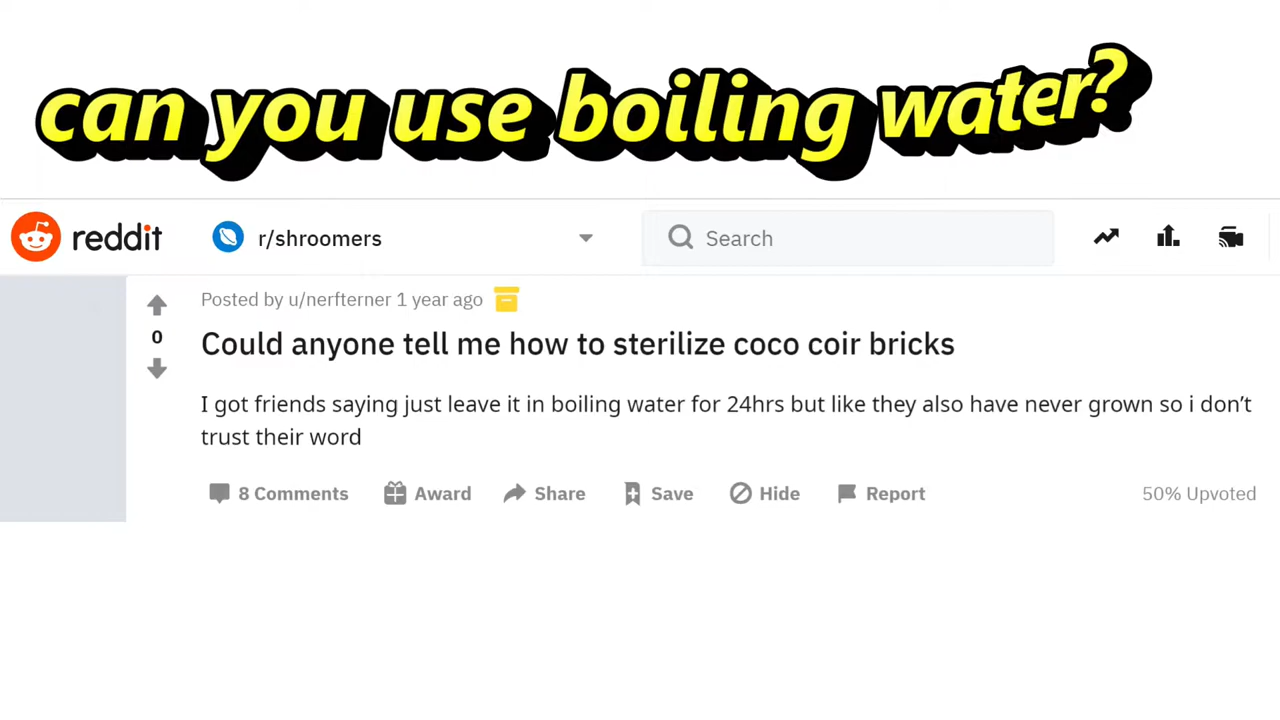 can you use boiling water?
reddit r/shroomers Search
Posted by u/nerfterner 1 year ago
0
Could anyone tell me how to sterilize coco coir bricks
I got friends saying just leave it in boiling water for 24hrs but like they also have never grown so i don't
trust their word
8 Comments Award Share Save Hide Report 50% Upvoted